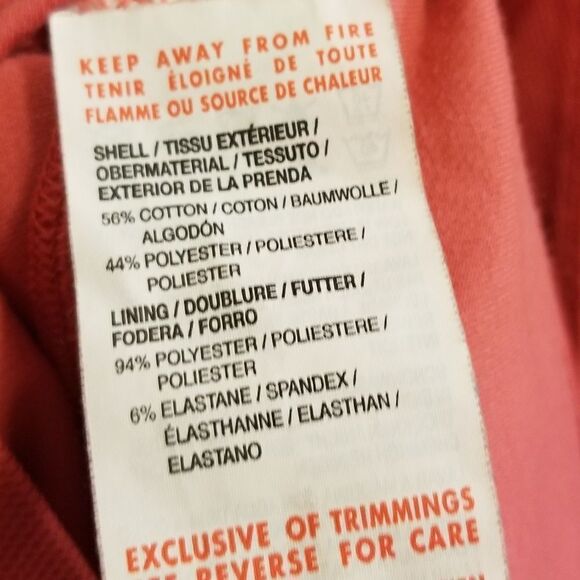 KEEP AWAY FROM FIRE
TENIR ÉLOIGNÉ DE TOUTE
FLAMME OU SOURCE DE CHALEUR
SHELL / TISSU EXTÉRIEUR /
OBERMATERIAL / TESSUTO /
EXTERIOR DE LA PRENDA
56% COTTON / COTON / BAUMWOLLE /
ALGODÓN
44% POLYESTER / POLIESTERE /
POLIESTER
LINING / DOUBLURE / FUTTER /
FODERA / FORRO
94% POLYESTER / POLIESTERE /
POLIESTER
6% ELASTANE / SPANDEX /
ÉLASTHANNE / ELASTHAN /
ELASTANO
EXCLUSIVE OF TRIMMINGS
REVERSE FOR CARE